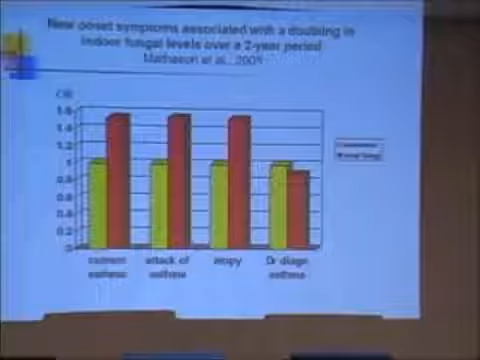 New onset symptoms associated with a doubling in
indoor fungal levels over a 2-year period
Matheson et al., 2005
OR
1.6
1.4
1.2
1
0.8
0.6
0.4
0.2
0
current
asthma
attack of
asthma
atopy
Dr diagn
asthma